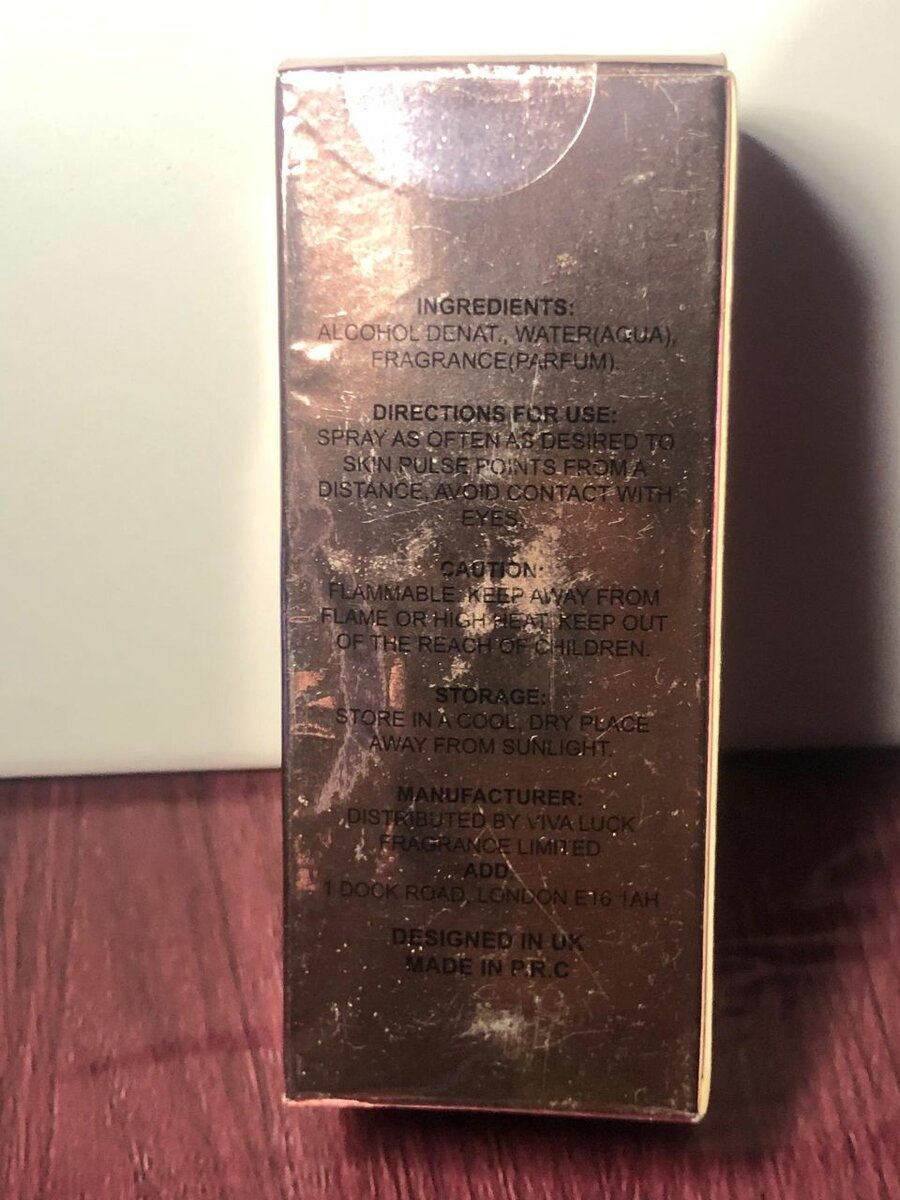 INGREDIENTS:
ALCOHOL DENAT., WATER(AQUA),
FRAGRANCE(PARFUM).
DIRECTIONS FOR USE:
SPRAY AS OFTEN AS DESIRED TO
SKIN PULSE POINTS FROM A
DISTANCE. AVOID CONTACT WITH
EYES.
CAUTION:
FLAMMABLE. KEEP AWAY FROM
FLAME OR HIGH HEAT. KEEP OUT
OF THE REACH OF CHILDREN.
STORAGE:
STORE IN A COOL, DRY PLACE
AWAY FROM SUNLIGHT.
MANUFACTURER:
DISTRIBUTED BY VIVA LUCK
FRAGRANCE LIMITED
ADD.
1 DOCK ROAD, LONDON E16 1AH
DESIGNED IN UK
MADE IN P.R.C